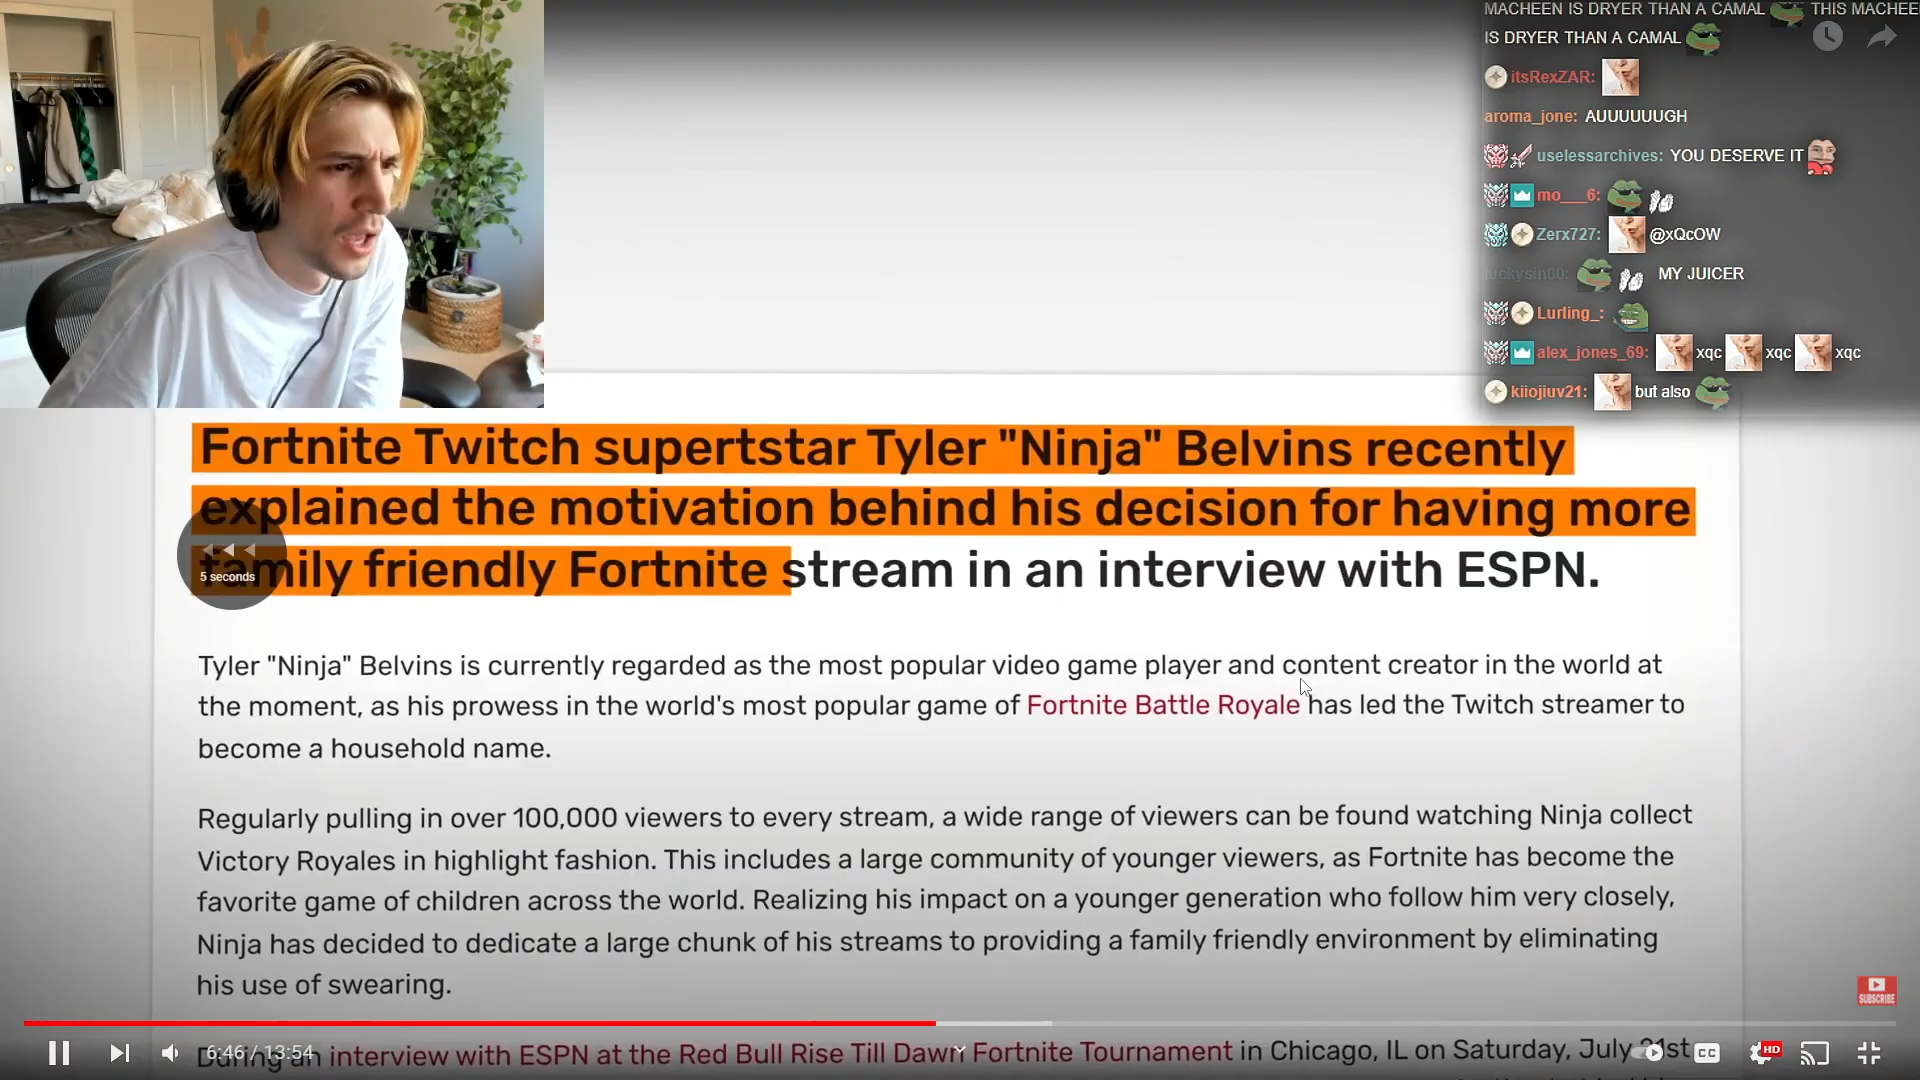 MACHEEN IS DRYER THAN A CAMAL THIS MACHEE
IS DRYER THAN A CAMAL
itsRexZAR:
aroma_jone: AUUUUUUGH
uselessarchives: YOU DESERVE IT
mo___6:
Zerx727: @xQcOW
MY JUICER
Lurling_:
alex_jones_69: xqc xqc xqc
kiiojiuv21: but also
Fortnite Twitch supertstar Tyler "Ninja" Belvins recently
explained the motivation behind his decision for having more
family friendly Fortnite stream in an interview with ESPN.
5 seconds
Tyler "Ninja" Belvins is currently regarded as the most popular video game player and content creator in the world at
the moment, as his prowess in the world's most popular game of Fortnite Battle Royale has led the Twitch streamer to
become a household name.
Regularly pulling in over 100,000 viewers to every stream, a wide range of viewers can be found watching Ninja collect
Victory Royales in highlight fashion. This includes a large community of younger viewers, as Fortnite has become the
favorite game of children across the world. Realizing his impact on a younger generation who follow him very closely,
Ninja has decided to dedicate a large chunk of his streams to providing a family friendly environment by eliminating
his use of swearing.
SUBSCRIBE
During an interview with ESPN at the Red Bull Rise Till Dawn Fortnite Tournament in Chicago, IL on Saturday, July 21st
6:46 / 13:54
CC
HD